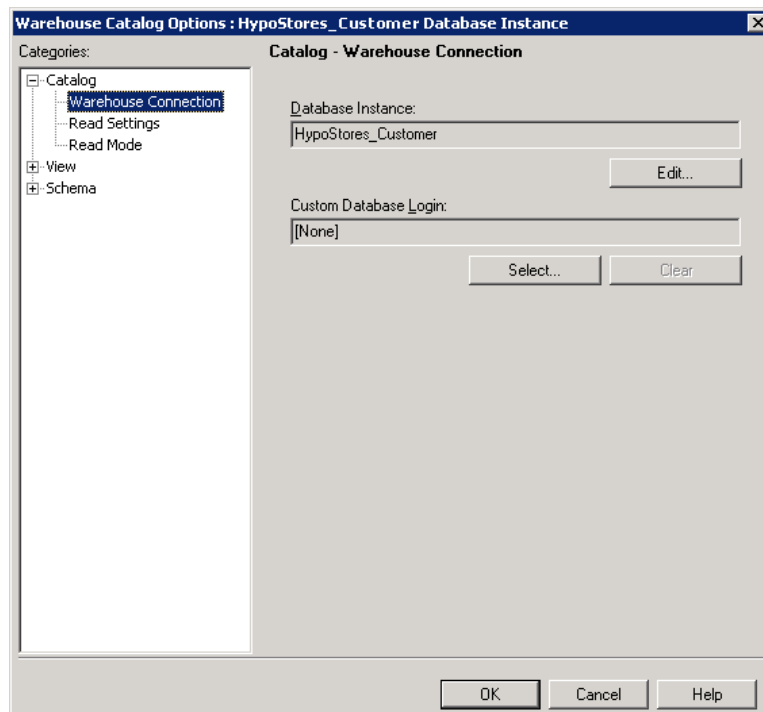 Warehouse Catalog Options : HypoStores_Customer Database Instance
Categories:
Catalog - Warehouse Connection
Catalog
Warehouse Connection
Read Settings
Read Mode
View
Schema
Database Instance:
HypoStores_Customer
Edit...
Custom Database Login:
[None]
Select...
Clear
OK
Cancel
Help